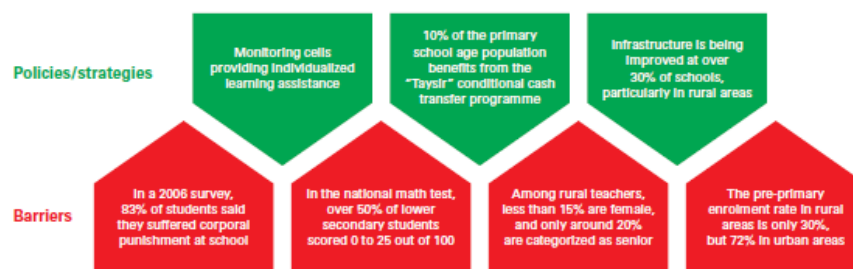 Policies/strategies
Monitoring cells
providing individualized
learning assistance
10% of the primary
school age population
benefits from the
“Taysir” conditional cash
transfer programme
Infrastructure is being
improved at over
30% of schools,
particularly in rural areas
Barriers
In a 2006 survey,
83% of students said
they suffered corporal
punishment at school
In the national math test,
over 50% of lower
secondary students
scored 0 to 25 out of 100
Among rural teachers,
less than 15% are female,
and only around 20%
are categorized as senior
The pre-primary
enrolment rate in rural
areas is only 30%,
but 72% in urban areas